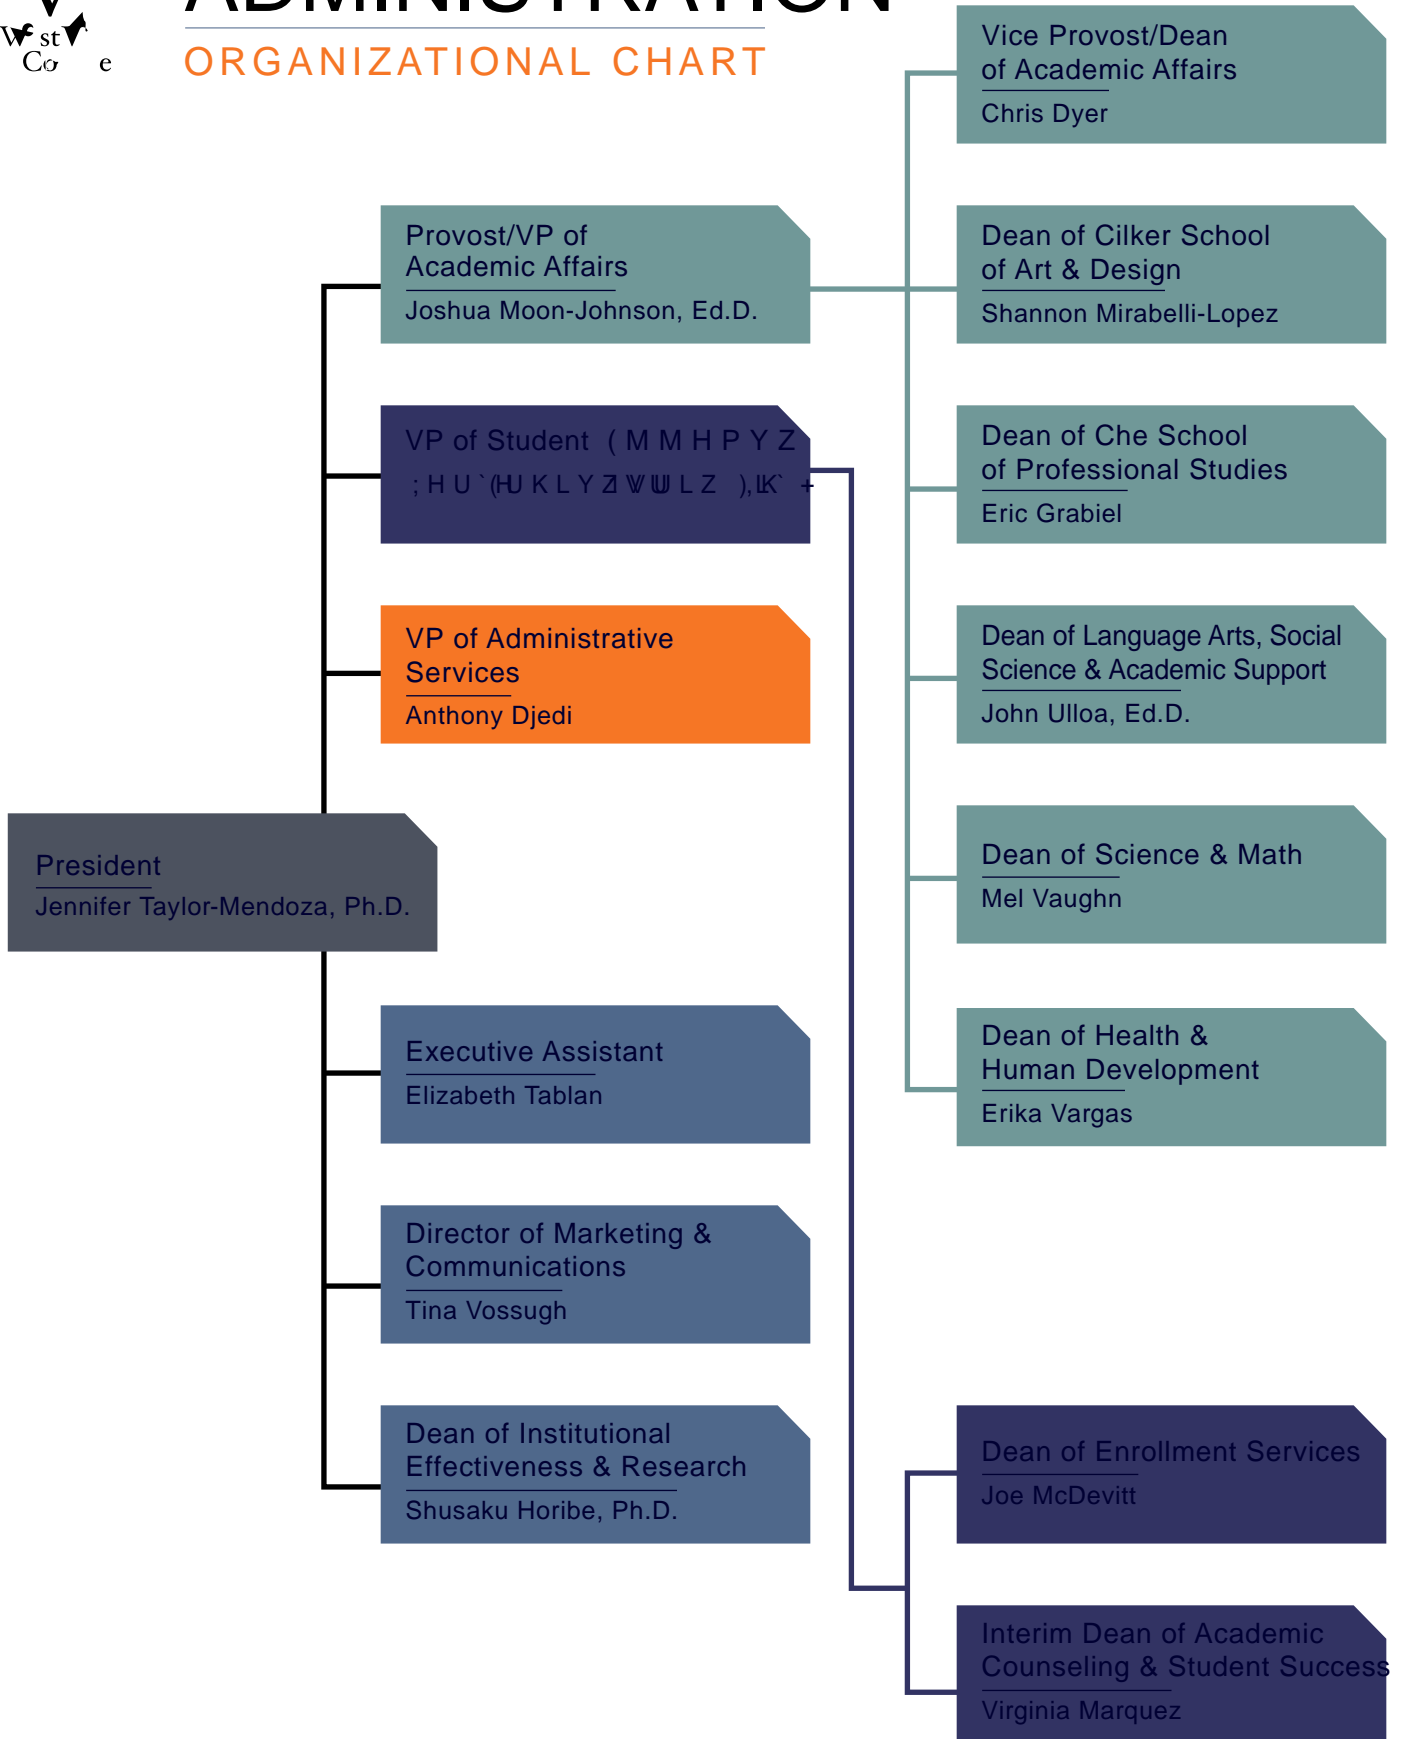 ADMINISTRATION
ORGANIZATIONAL CHART
West
Co e
Vice Provost/Dean
of Academic Affairs
Chris Dyer
Provost/VP of
Academic Affairs
Joshua Moon-Johnson, Ed.D.
Dean of Cilker School
of Art & Design
Shannon Mirabelli-Lopez
VP of Student ( M M H P Y Z
Dean of Che School
of Professional Studies
Eric Grabiel
VP of Administrative
Services
Anthony Djedi
Dean of Language Arts, Social
Science & Academic Support
John Ulloa, Ed.D.
President
Jennifer Taylor-Mendoza, Ph.D.
Dean of Science & Math
Mel Vaughn
Executive Assistant
Elizabeth Tablan
Dean of Health &
Human Development
Erika Vargas
Director of Marketing &
Communications
Tina Vossugh
Dean of Institutional
Effectiveness & Research
Shusaku Horibe, Ph.D.
Dean of Enrollment Services
Joe McDevitt
Interim Dean of Academic
Counseling & Student Success
Virginia Marquez